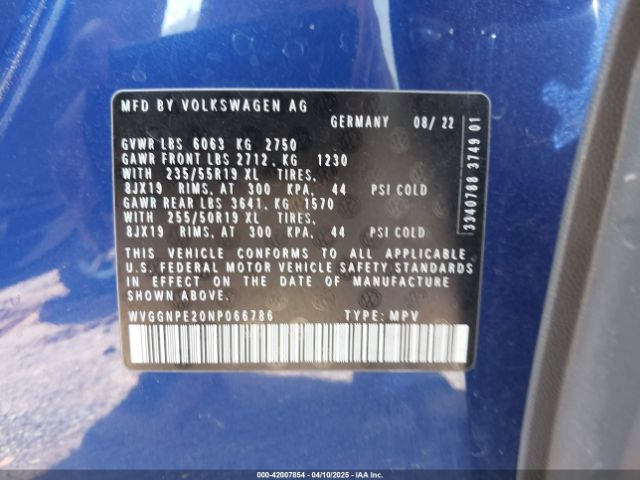 MFD BY VOLKSWAGEN AG
GERMANY 08/ 22
GVWR LBS 6063 KG 2750
GAWR FRONT LBS 2712, KG 1230
WITH 235/55R19 XL TIRES,
8JX19 RIMS, AT 300 KPA, 44 PSI COLD
GAWR REAR LBS 3641, KG 1570
WITH 255/50R19 XL TIRES,
8JX19 RIMS, AT 300 KPA, 44 PSI COLD
THIS VEHICLE CONFORMS TO ALL APPLICABLE
U.S. FEDERAL MOTOR VEHICLE SAFETY STANDARDS
IN EFFECT ON THE DATE OF MANUFACTURE
SHOWN ABOVE.
WVGGNPE20NP066786 TYPE: MPV
3340788 3749 01
000-42007854 - 04/10/2025 - IAAI.COM